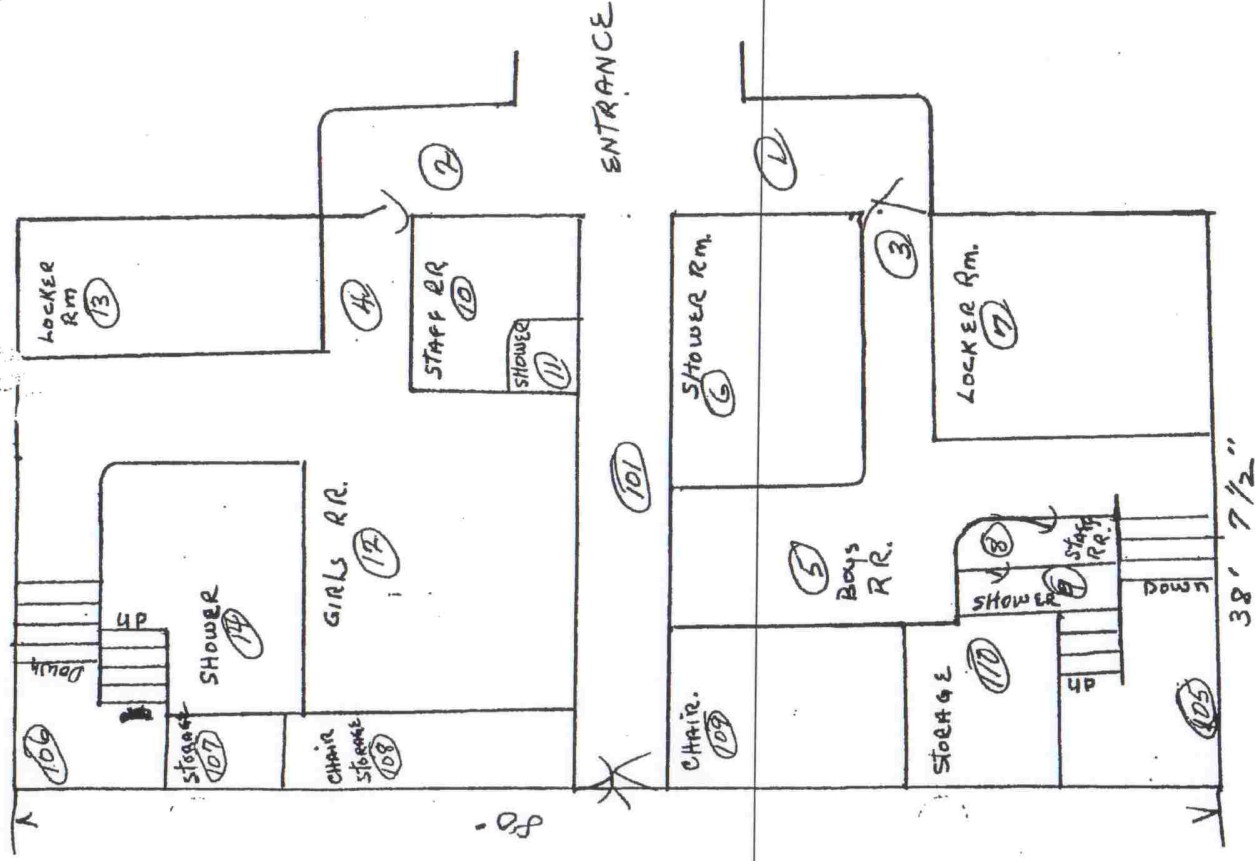 ENTRANCE
2
1
LOCKER
Rm
13
4
STAFF RR
10
SHOWER
11
SHOWER Rm.
6
3
LOCKER Rm.
7
101
GIRLS RR.
12
SHOWER
14
DOWN
UP
106
STORAGE
107
CHAIR
STORAGE
108
5
Boys
RR.
8
STAFF
RR.
SHOWER
9
DOWN
UP
CHAIR.
109
STORAGE
110
105
80'
38' 7 1/2"